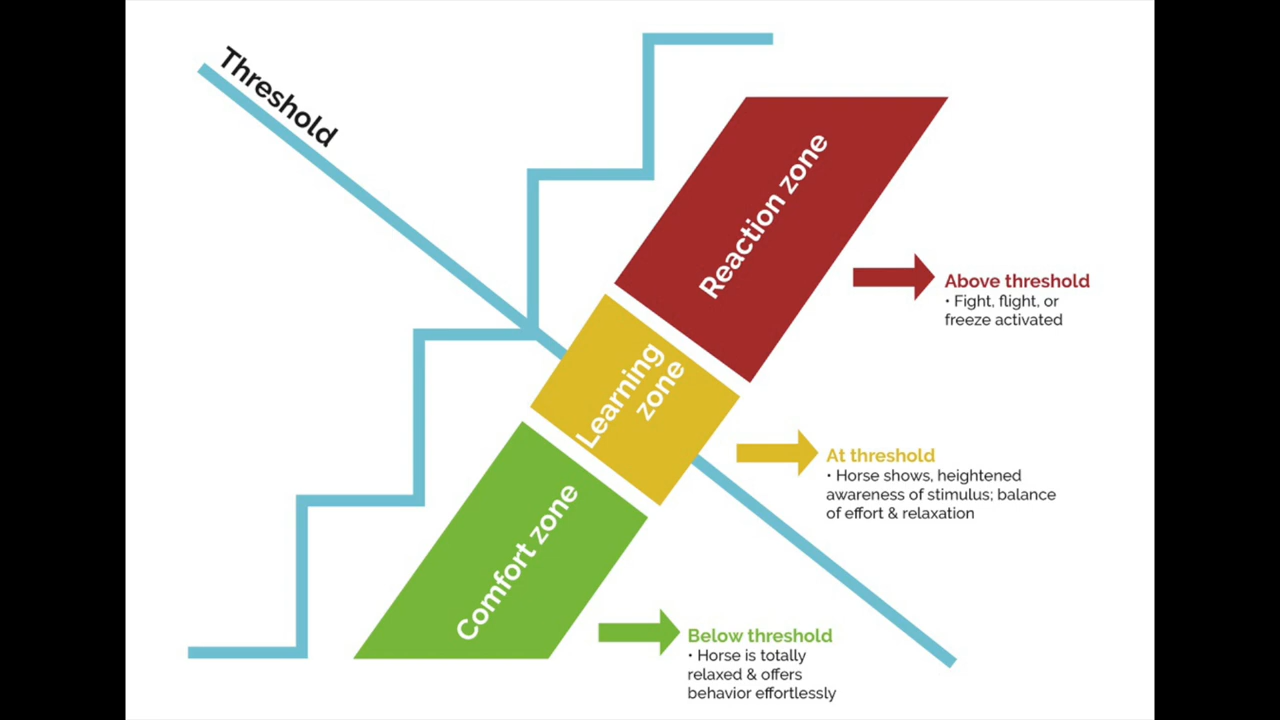 Threshold
Reaction zone
Above threshold
• Fight, flight, or
freeze activated
Learning
zone
At threshold
• Horse shows, heightened
awareness of stimulus; balance
of effort & relaxation
Comfort zone
Below threshold
• Horse is totally
relaxed & offers
behavior effortlessly